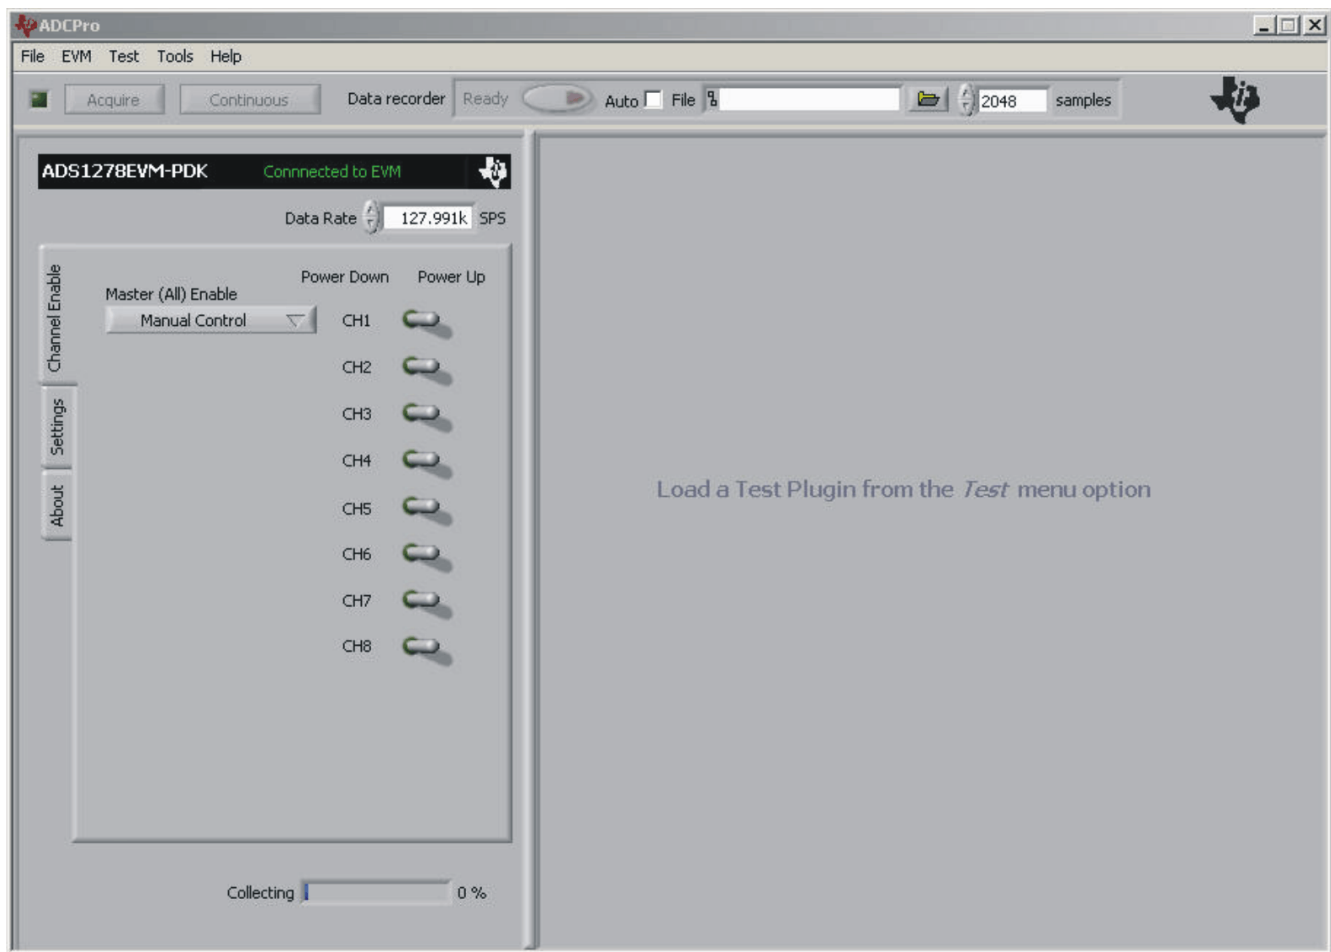 ADCPro
File EVM Test Tools Help
Acquire Continuous Data recorder Ready Auto File 2048 samples
ADS1278EVM-PDK Connnected to EVM
Data Rate 127.991k SPS
Channel Enable
Settings
About
Power Down Power Up
Master (All) Enable
Manual Control CH1
CH2
CH3
CH4
CH5
CH6
CH7
CH8
Load a Test Plugin from the Test menu option
Collecting 0 %